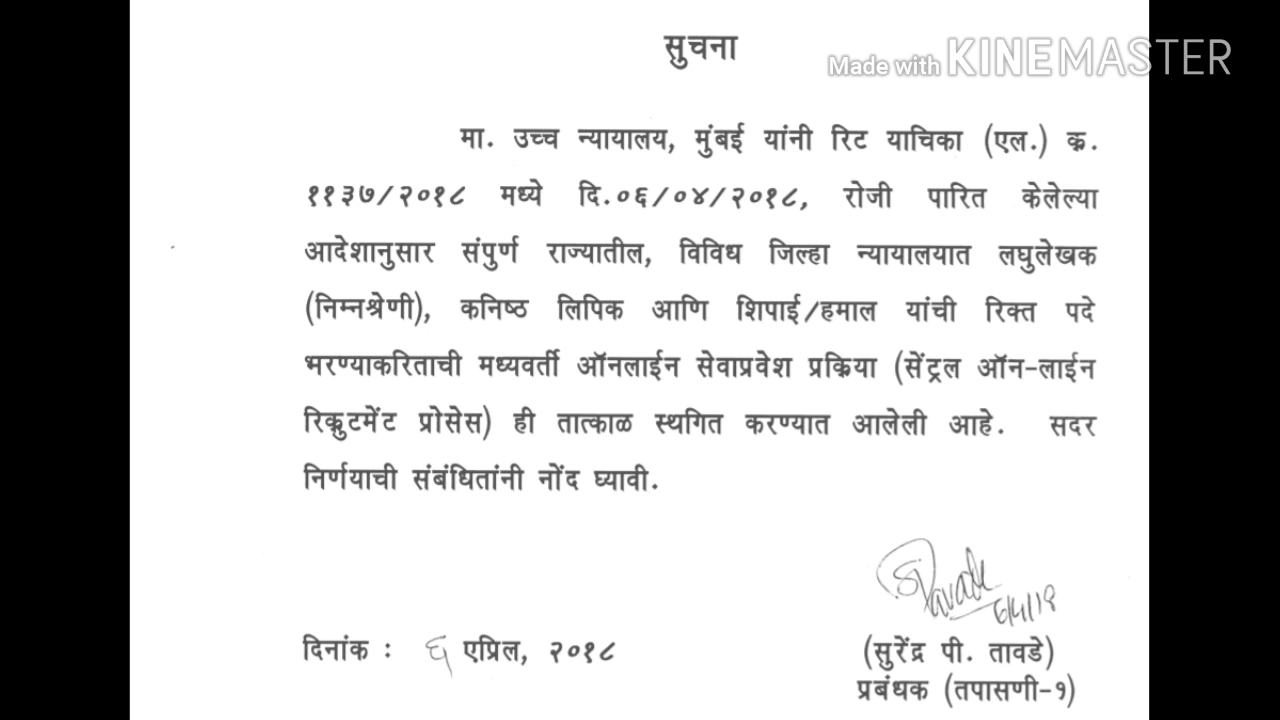 सुचना
Made with KINEMASTER
मा. उच्च न्यायालय, मुंबई यांनी रिट याचिका (एल.) क्र.
११३७/२०१८ मध्ये दि.०६/०४/२०१८, रोजी पारित केलेल्या
आदेशानुसार संपुर्ण राज्यातील, विविध जिल्हा न्यायालयात लघुलेखक
(निम्नश्रेणी), कनिष्ठ लिपिक आणि शिपाई/हमाल यांची रिक्त पदे
भरण्याकरिताची मध्यवर्ती ऑनलाईन सेवाप्रवेश प्रक्रिया (सेंट्रल ऑन-लाईन
रिक्रुटमेंट प्रोसेस) ही तात्काळ स्थगित करण्यात आलेली आहे. सदर
निर्णयाची संबंधितांनी नोंद घ्यावी.
दिनांक : ६ एप्रिल, २०१८
(सुरेंद्र पी. तावडे)
प्रबंधक (तपासणी-१)